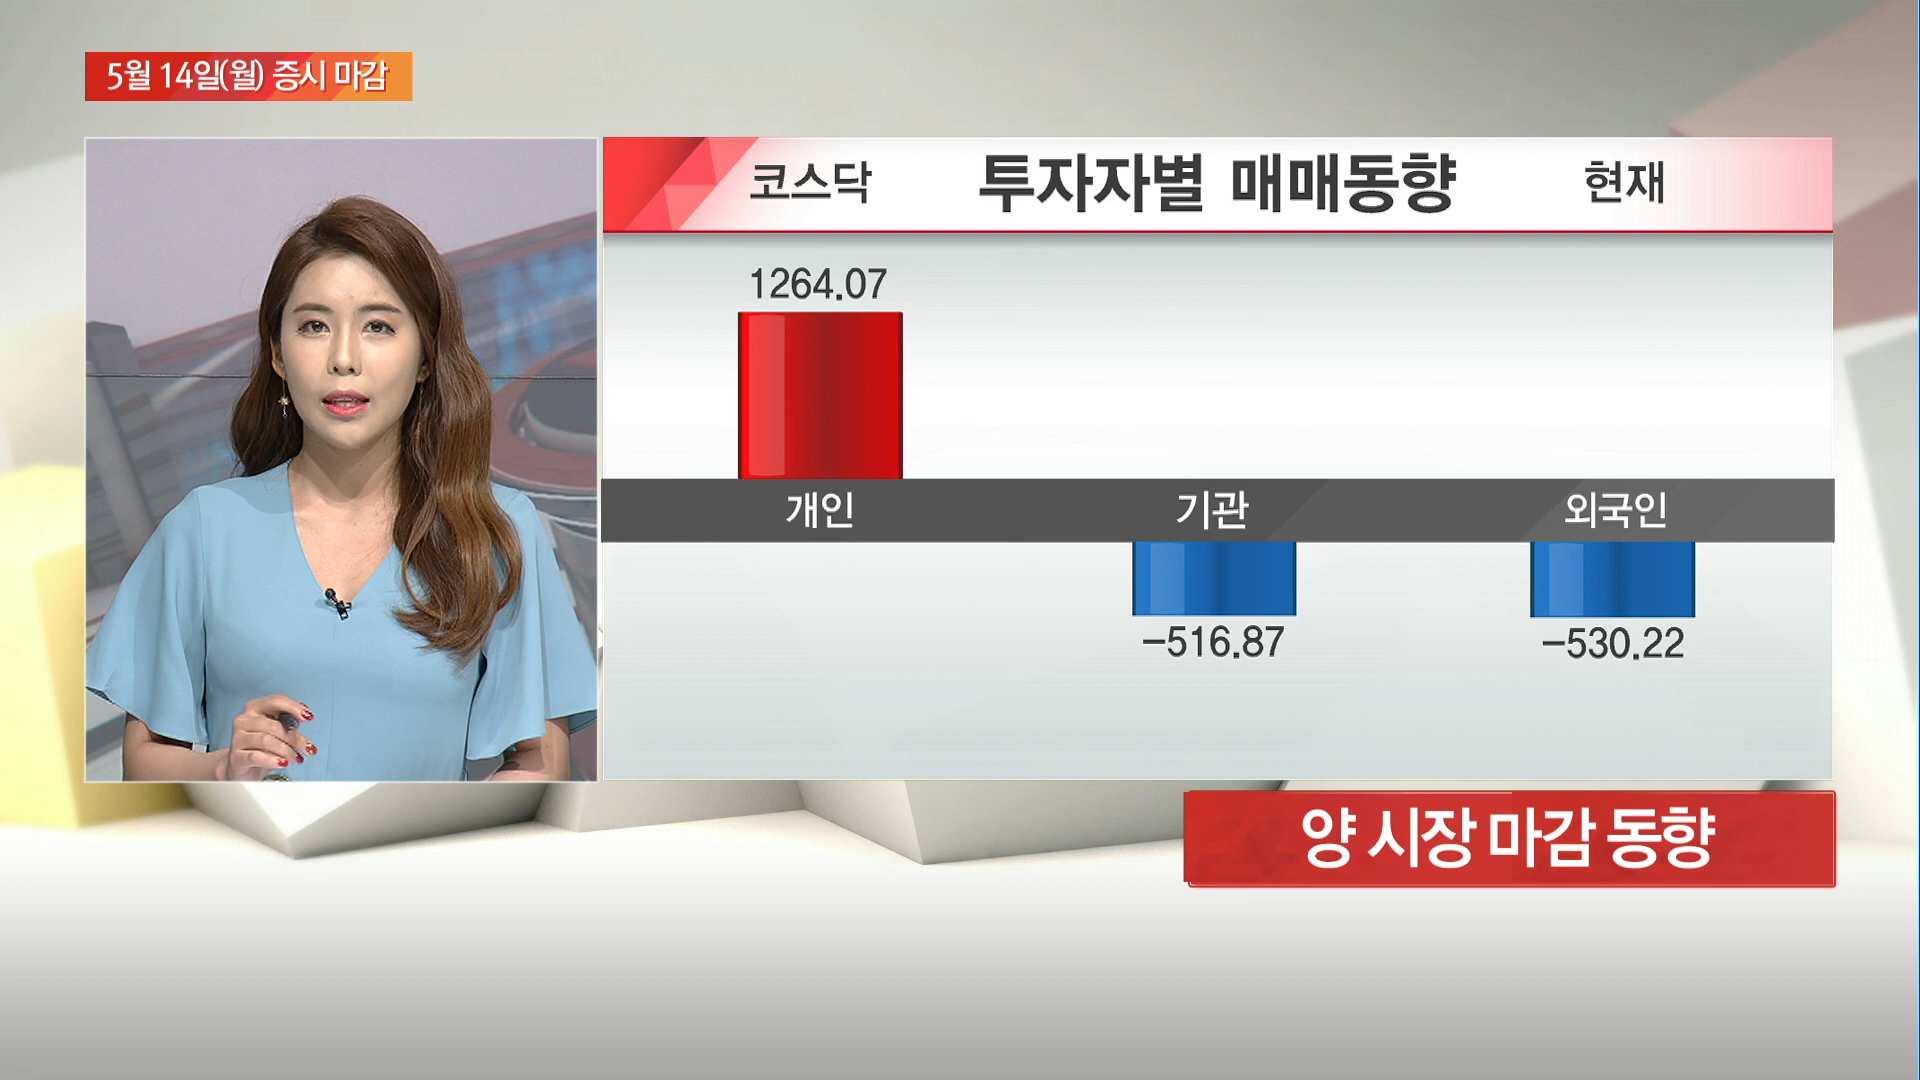 5월 14일(월) 증시 마감
코스닥 투자자별 매매동향 현재
1264.07
개인 기관 외국인
-516.87 -530.22
양 시장 마감 동향